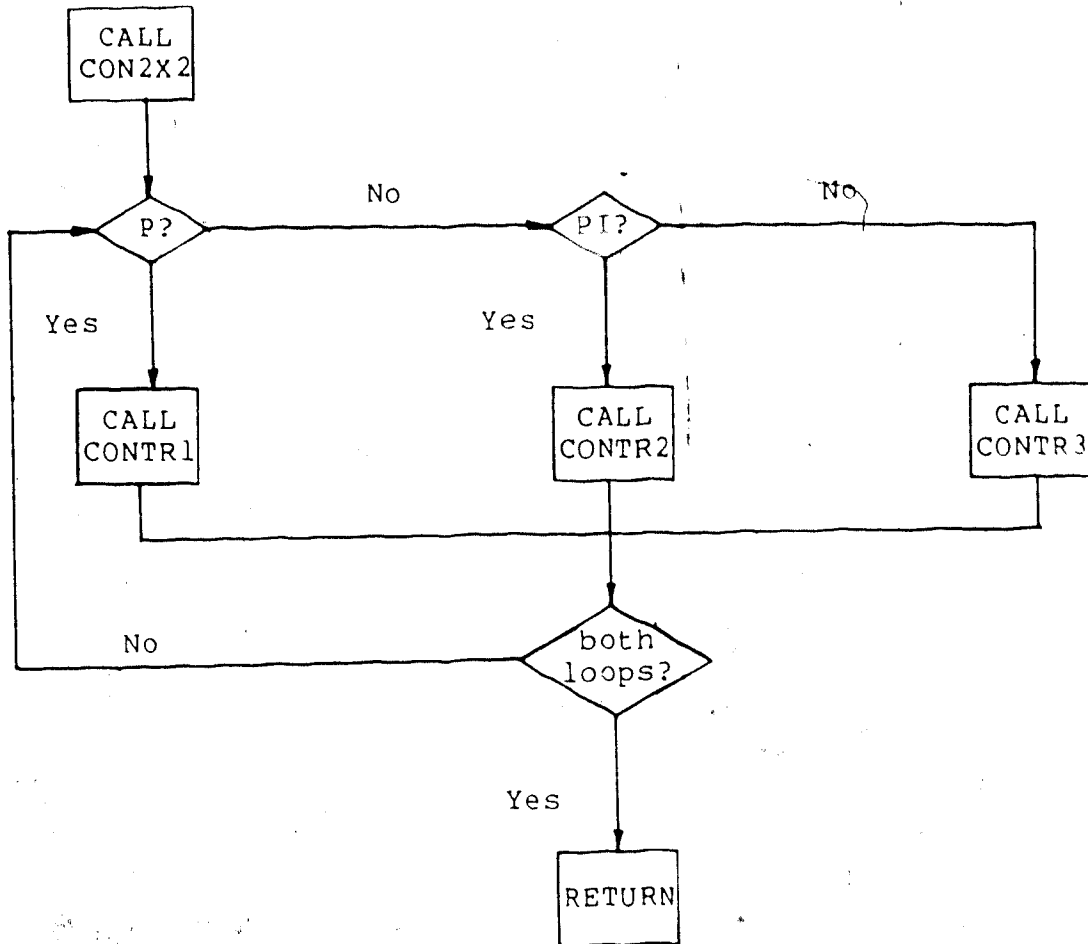 CALL
CON2X2
No
No
P?
PI?
Yes
Yes
CALL
CONTR1
CALL
CONTR2
CALL
CONTR3
both
loops?
No
Yes
RETURN